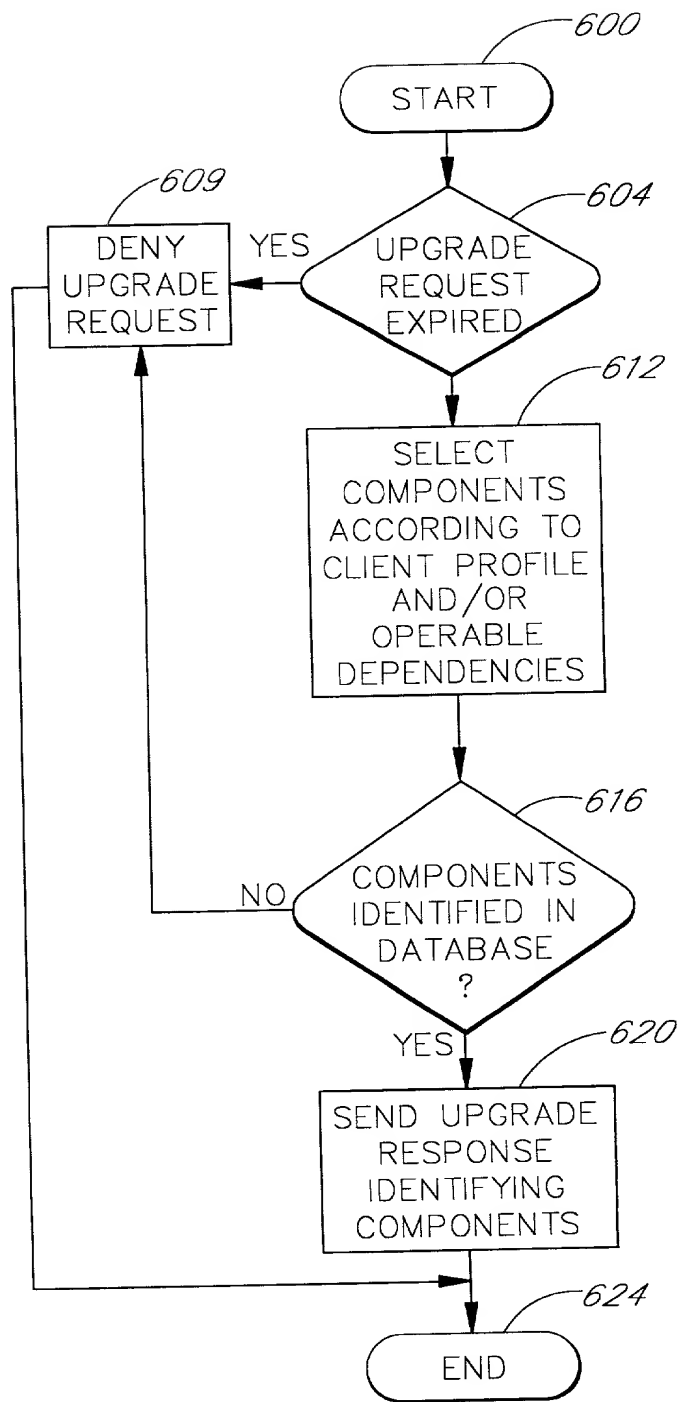 600
START
609
604
DENY
UPGRADE
REQUEST
YES
UPGRADE
REQUEST
EXPIRED
612
SELECT
COMPONENTS
ACCORDING TO
CLIENT PROFILE
AND/OR
OPERABLE
DEPENDENCIES
616
NO
COMPONENTS
IDENTIFIED IN
DATABASE
?
YES
620
SEND UPGRADE
RESPONSE
IDENTIFYING
COMPONENTS
624
END